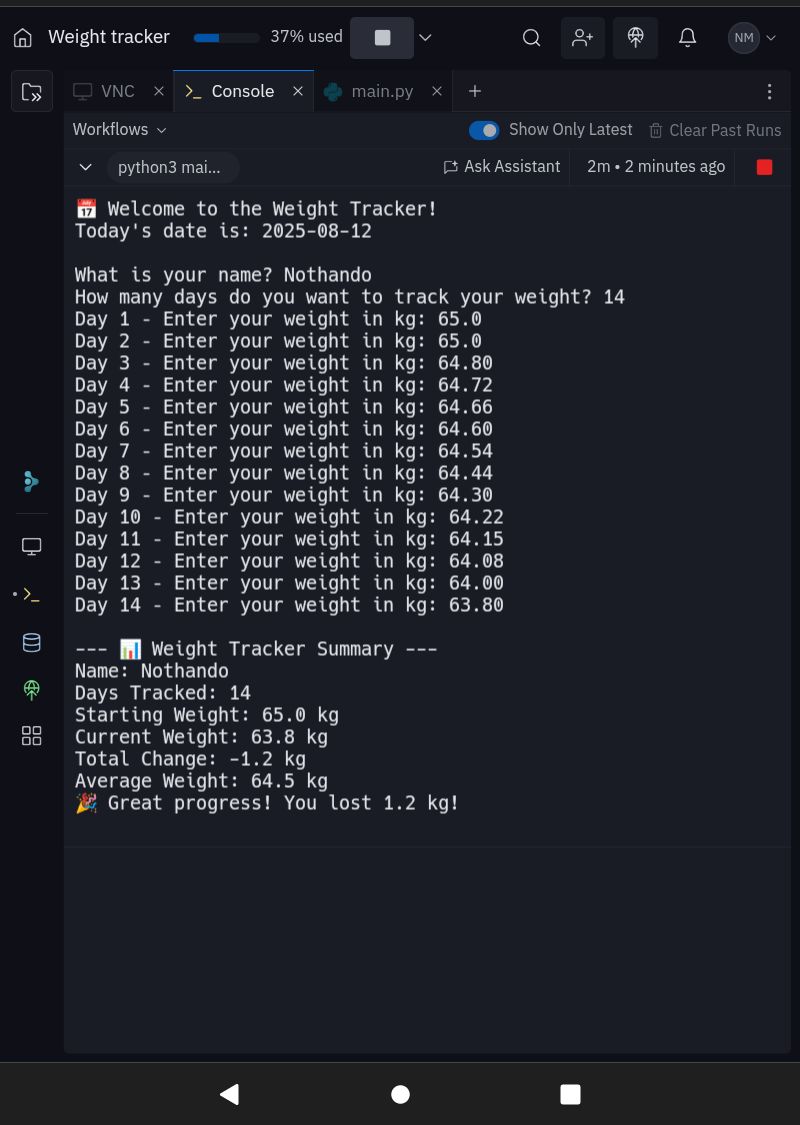 Weight tracker
37% used
NM
VNC
Console
main.py
Workflows
Show Only Latest
Clear Past Runs
python3 mai...
Ask Assistant
2m • 2 minutes ago
📅 Welcome to the Weight Tracker!
Today's date is: 2025-08-12
What is your name? Nothando
How many days do you want to track your weight? 14
Day 1 - Enter your weight in kg: 65.0
Day 2 - Enter your weight in kg: 65.0
Day 3 - Enter your weight in kg: 64.80
Day 4 - Enter your weight in kg: 64.72
Day 5 - Enter your weight in kg: 64.66
Day 6 - Enter your weight in kg: 64.60
Day 7 - Enter your weight in kg: 64.54
Day 8 - Enter your weight in kg: 64.44
Day 9 - Enter your weight in kg: 64.30
Day 10 - Enter your weight in kg: 64.22
Day 11 - Enter your weight in kg: 64.15
Day 12 - Enter your weight in kg: 64.08
Day 13 - Enter your weight in kg: 64.00
Day 14 - Enter your weight in kg: 63.80
--- 📊 Weight Tracker Summary ---
Name: Nothando
Days Tracked: 14
Starting Weight: 65.0 kg
Current Weight: 63.8 kg
Total Change: -1.2 kg
Average Weight: 64.5 kg
🎉 Great progress! You lost 1.2 kg!